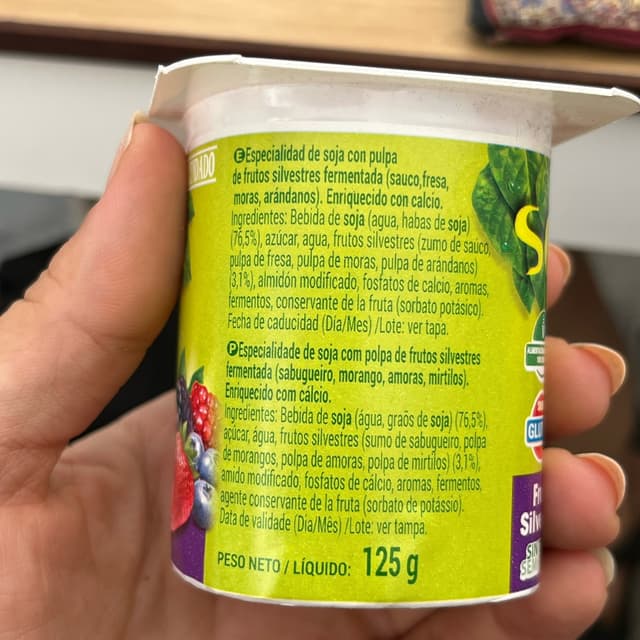 ⒺEspecialidad de soja con pulpa
de frutos silvestres fermentada (sauco,fresa,
moras, arándanos). Enriquecido con calcio.
Ingredientes: Bebida de soja (agua, habas de soja)
(76,5%), azúcar, agua, frutos silvestres (zumo de saúco,
pulpa de fresa, pulpa de moras, pulpa de arándanos)
(3,1%), almidón modificado, fosfatos de calcio, aromas,
fermentos, conservante de la fruta (sorbato potásico).
Fecha de caducidad (Día/Mes) /Lote: ver tapa.
ⓅEspecialidade de soja com polpa de frutos silvestres
fermentada (sabugueiro, morango, amoras, mirtilos).
Enriquecido com cálcio.
Ingredientes: Bebida de soja (água, graõs de soja) (76,5%),
açúcar, água, frutos silvestres (sumo de sabugueiro, polpa
de morangos, polpa de amoras, polpa de mirtilos) (3,1%),
amido modificado, fosfatos de cálcio, aromas, fermentos,
agente conservante da fruta (sorbato de potássio).
Data de validade (Día/Mês) /Lote: ver tampa.
PESO NETO / LÍQUIDO: 125 g